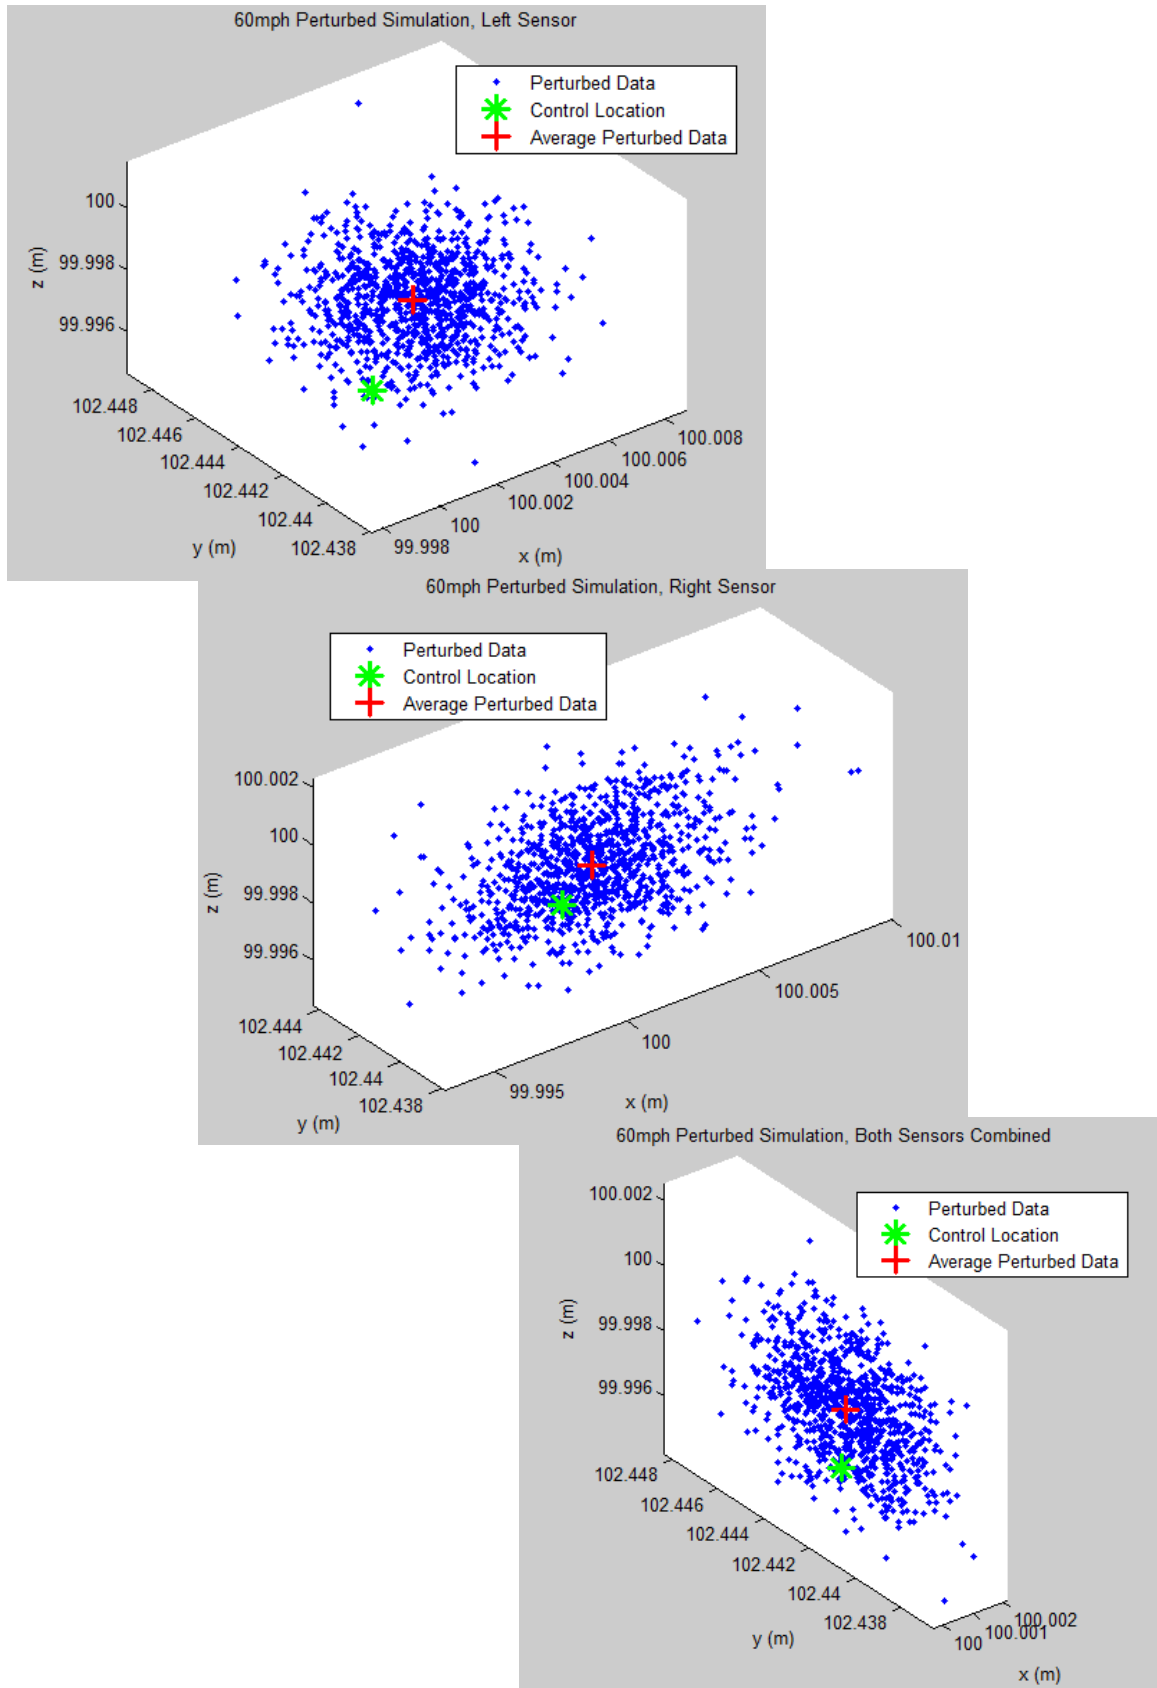 60mph Perturbed Simulation, Left Sensor
Perturbed Data
Control Location
Average Perturbed Data
100
99.998
99.996
z (m)
102.448
102.446
102.444
102.442
102.44
102.438
y (m)
99.998
100
100.002
100.004
100.006
100.008
x (m)
60mph Perturbed Simulation, Right Sensor
Perturbed Data
Control Location
Average Perturbed Data
100.002
100
99.998
99.996
z (m)
102.444
102.442
102.44
102.438
y (m)
99.995
100
100.005
100.01
x (m)
60mph Perturbed Simulation, Both Sensors Combined
Perturbed Data
Control Location
Average Perturbed Data
100.002
100
99.998
99.996
z (m)
102.448
102.446
102.444
102.442
102.44
102.438
y (m)
100
100.001
100.002
x (m)